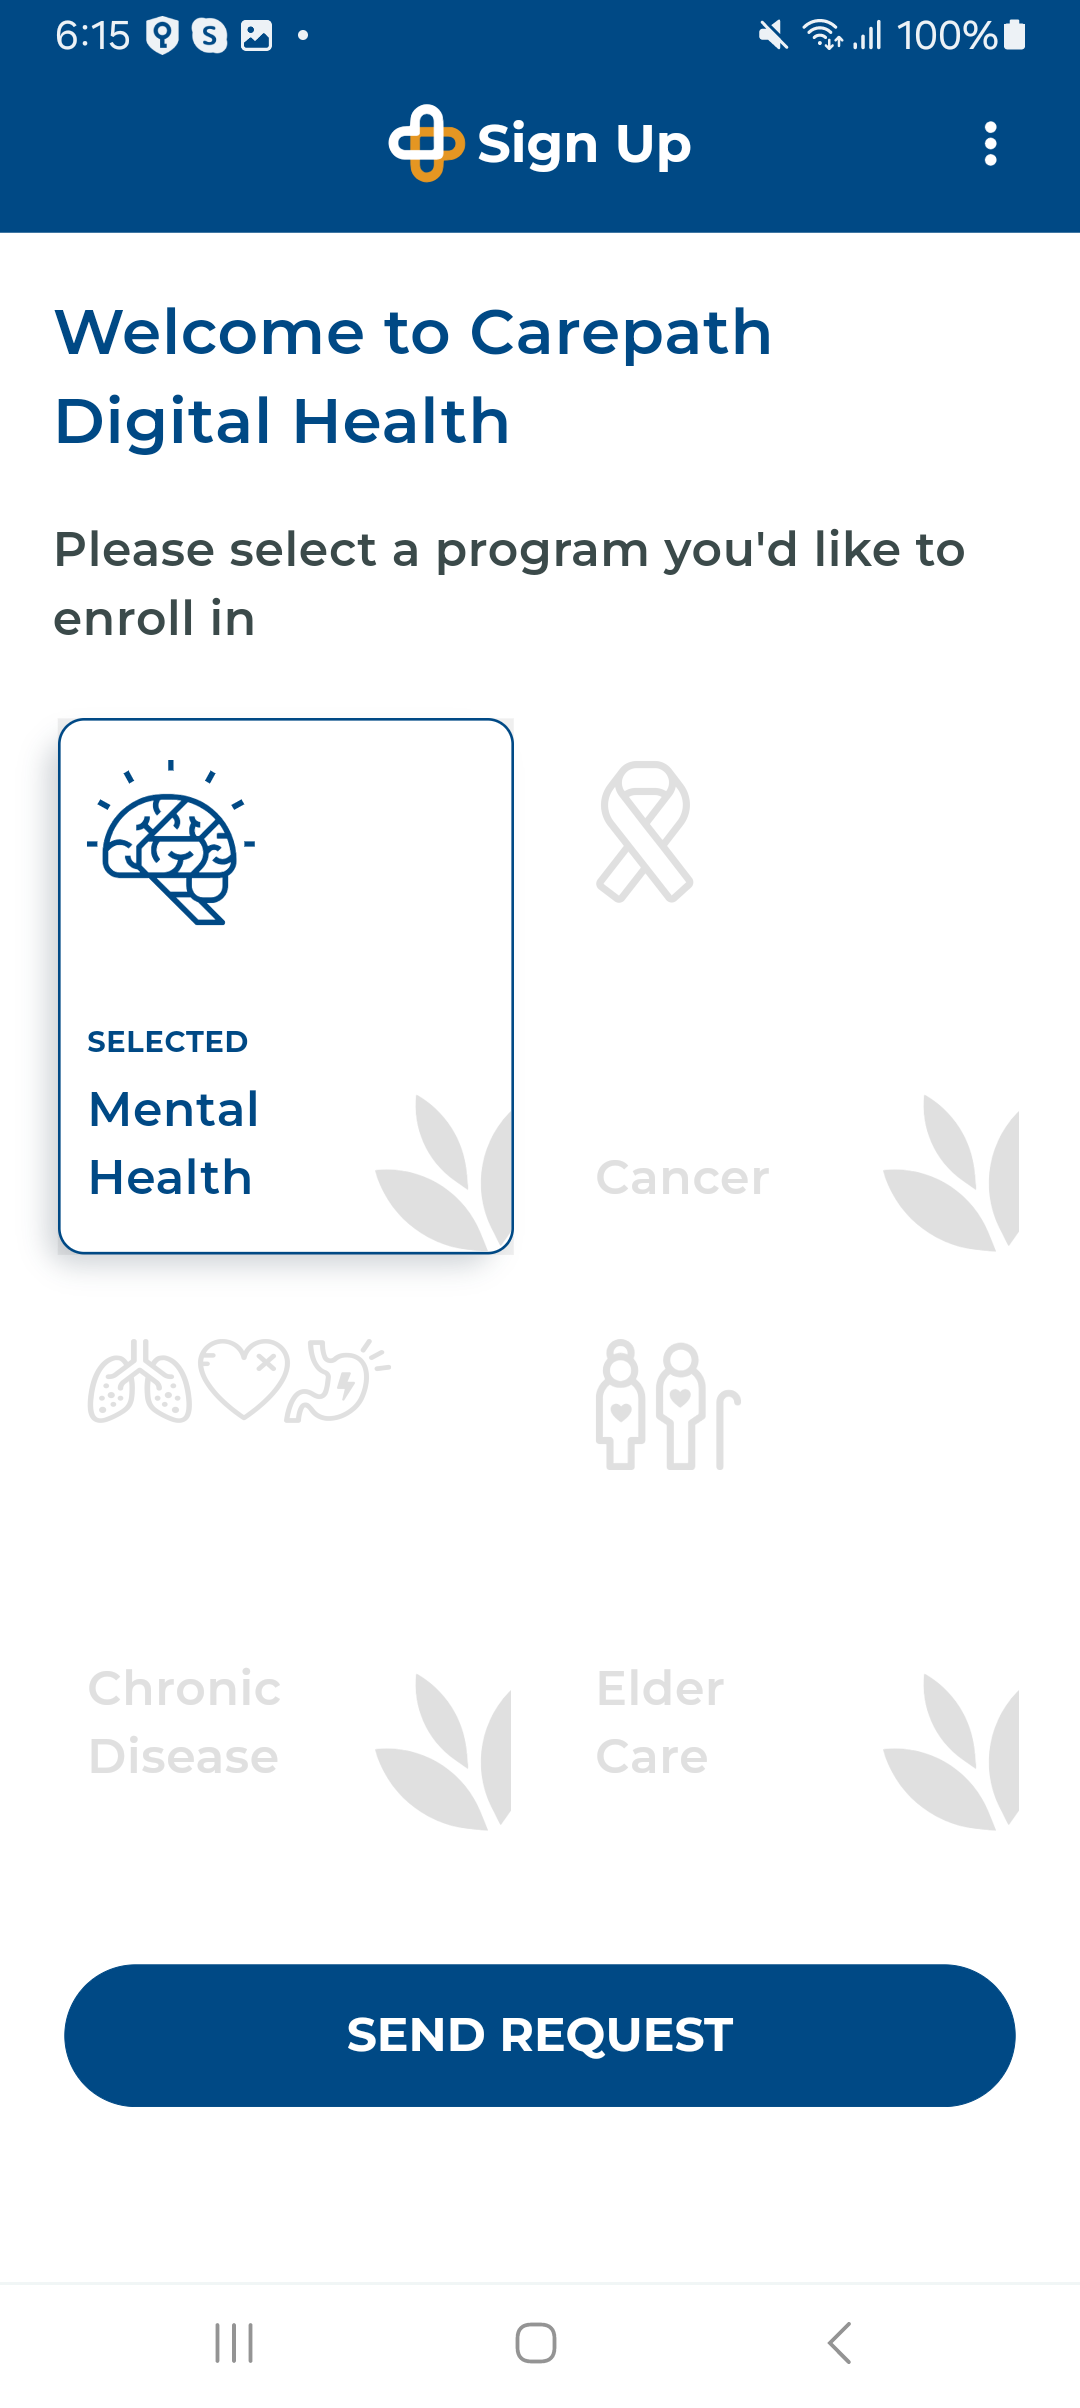 6:15
100%
Sign Up
Welcome to Carepath
Digital Health
Please select a program you'd like to
enroll in
SELECTED
Mental
Health
Cancer
Chronic
Disease
Elder
Care
SEND REQUEST